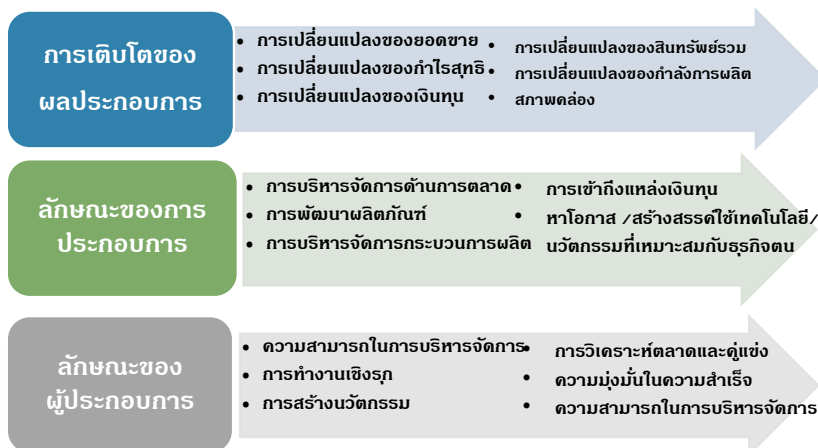 การเติบโตของ
ผลประกอบการ
• การเปลี่ยนแปลงของยอดขาย
• การเปลี่ยนแปลงของกำไรสุทธิ
• การเปลี่ยนแปลงของเงินทุน
• การเปลี่ยนแปลงของสินทรัพย์รวม
• การเปลี่ยนแปลงของกำลังการผลิต
• สภาพคล่อง
ลักษณะของการ
ประกอบการ
• การบริหารจัดการด้านการตลาด
• การพัฒนาผลิตภัณฑ์
• การบริหารจัดการกระบวนการผลิต
• การเข้าถึงแหล่งเงินทุน
• หาโอกาส /สร้างสรรค์ใช้เทคโนโลยี/
นวัตกรรมที่เหมาะสมกับธุรกิจตน
ลักษณะของ
ผู้ประกอบการ
• ความสามารถในการบริหารจัดการ
• การทำงานเชิงรุก
• การสร้างนวัตกรรม
• การวิเคราะห์ตลาดและคู่แข่ง
• ความมุ่งมั่นในความสำเร็จ
• ความสามารถในการบริหารจัดการ